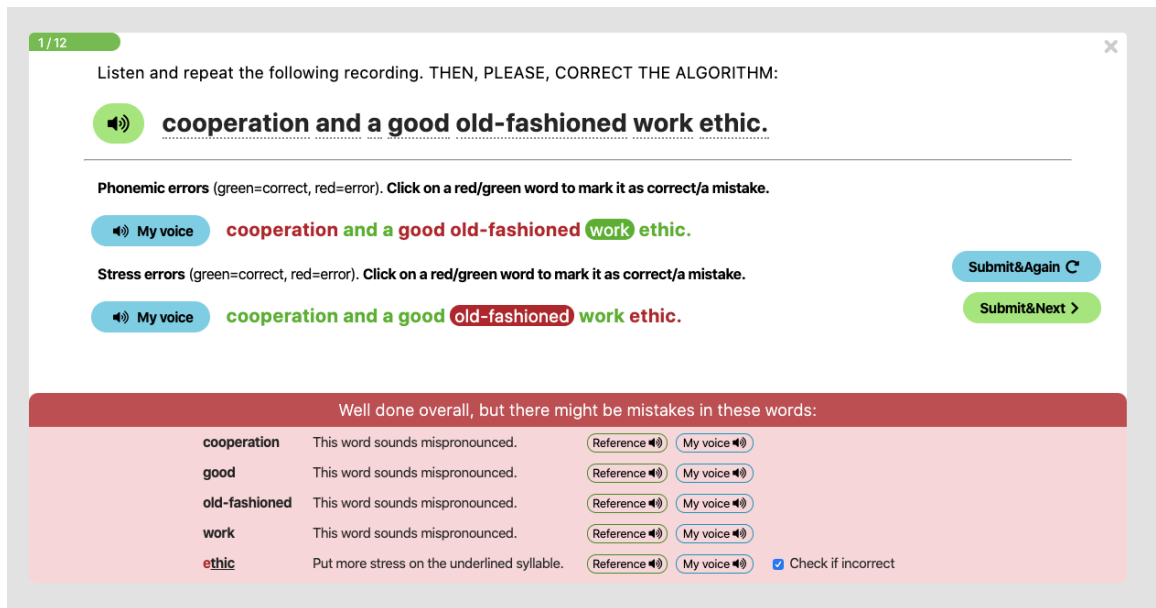 1 / 12
Listen and repeat the following recording. THEN, PLEASE, CORRECT THE ALGORITHM:
cooperation and a good old-fashioned work ethic.
Phonemic errors (green=correct, red=error). Click on a red/green word to mark it as correct/a mistake.
My voice cooperation and a good old-fashioned work ethic.
Submit&Again
Stress errors (green=correct, red=error). Click on a red/green word to mark it as correct/a mistake.
Submit&Next
My voice cooperation and a good old-fashioned work ethic.
Well done overall, but there might be mistakes in these words:
cooperation This word sounds mispronounced. Reference My voice
good This word sounds mispronounced. Reference My voice
old-fashioned This word sounds mispronounced. Reference My voice
work This word sounds mispronounced. Reference My voice
ethic Put more stress on the underlined syllable. Reference My voice Check if incorrect